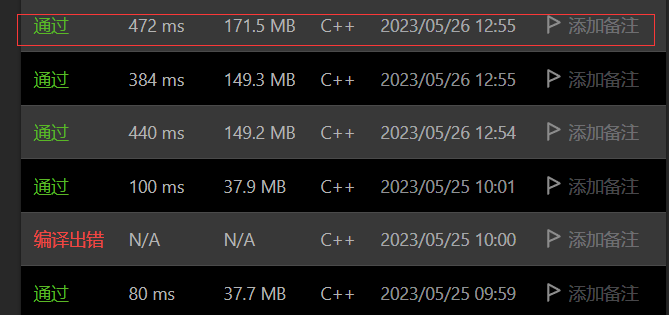 通过 472 ms 171.5 MB C++ 2023/05/26 12:55 添加备注
通过 384 ms 149.3 MB C++ 2023/05/26 12:55 添加备注
通过 440 ms 149.2 MB C++ 2023/05/26 12:54 添加备注
通过 100 ms 37.9 MB C++ 2023/05/25 10:01 添加备注
编译出错 N/A N/A C++ 2023/05/25 10:00 添加备注
通过 80 ms 37.7 MB C++ 2023/05/25 09:59 添加备注